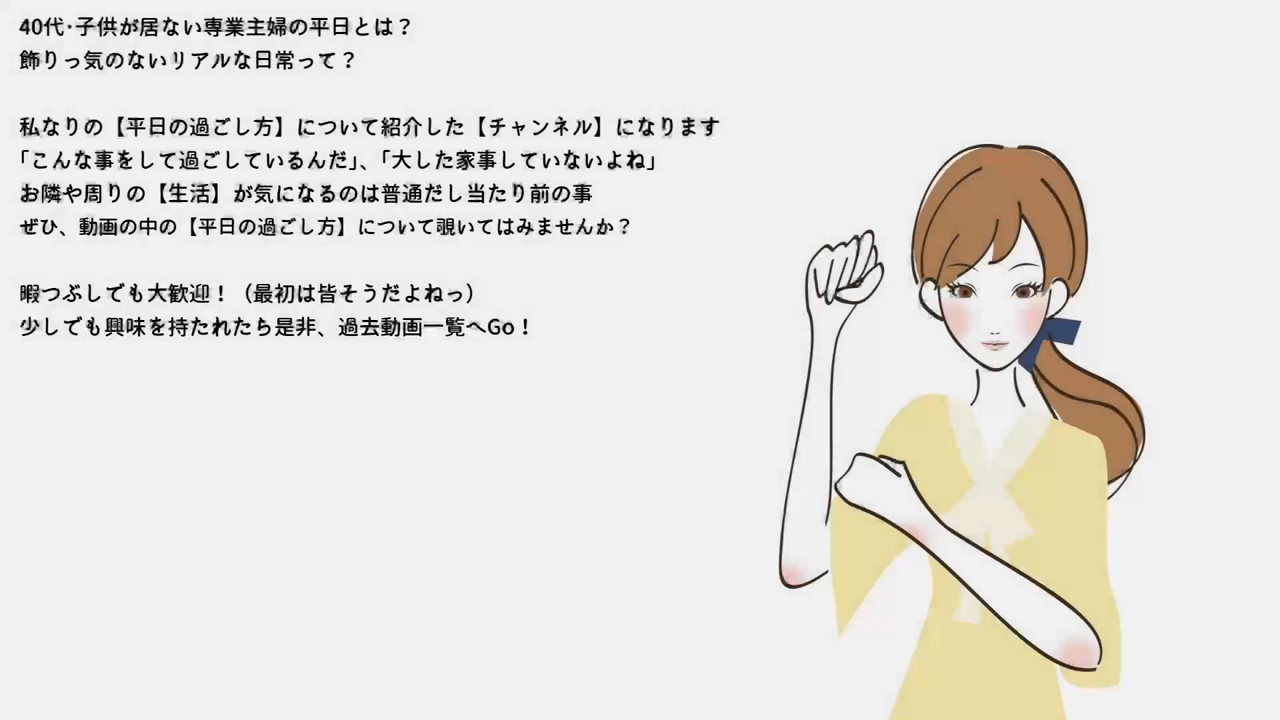 40代･子供が居ない専業主婦の平日とは？
飾りっ気のないリアルな日常って？
私なりの【平日の過ごし方】について紹介した【チャンネル】になります
｢こんな事をして過ごしているんだ｣、｢大した家事していないよね｣
お隣や周りの【生活】が気になるのは普通だし当たり前の事
ぜひ、動画の中の【平日の過ごし方】について覗いてはみませんか？
暇つぶしでも大歓迎！（最初は皆そうだよねっ）
少しでも興味を持たれたら是非、過去動画一覧へGo！